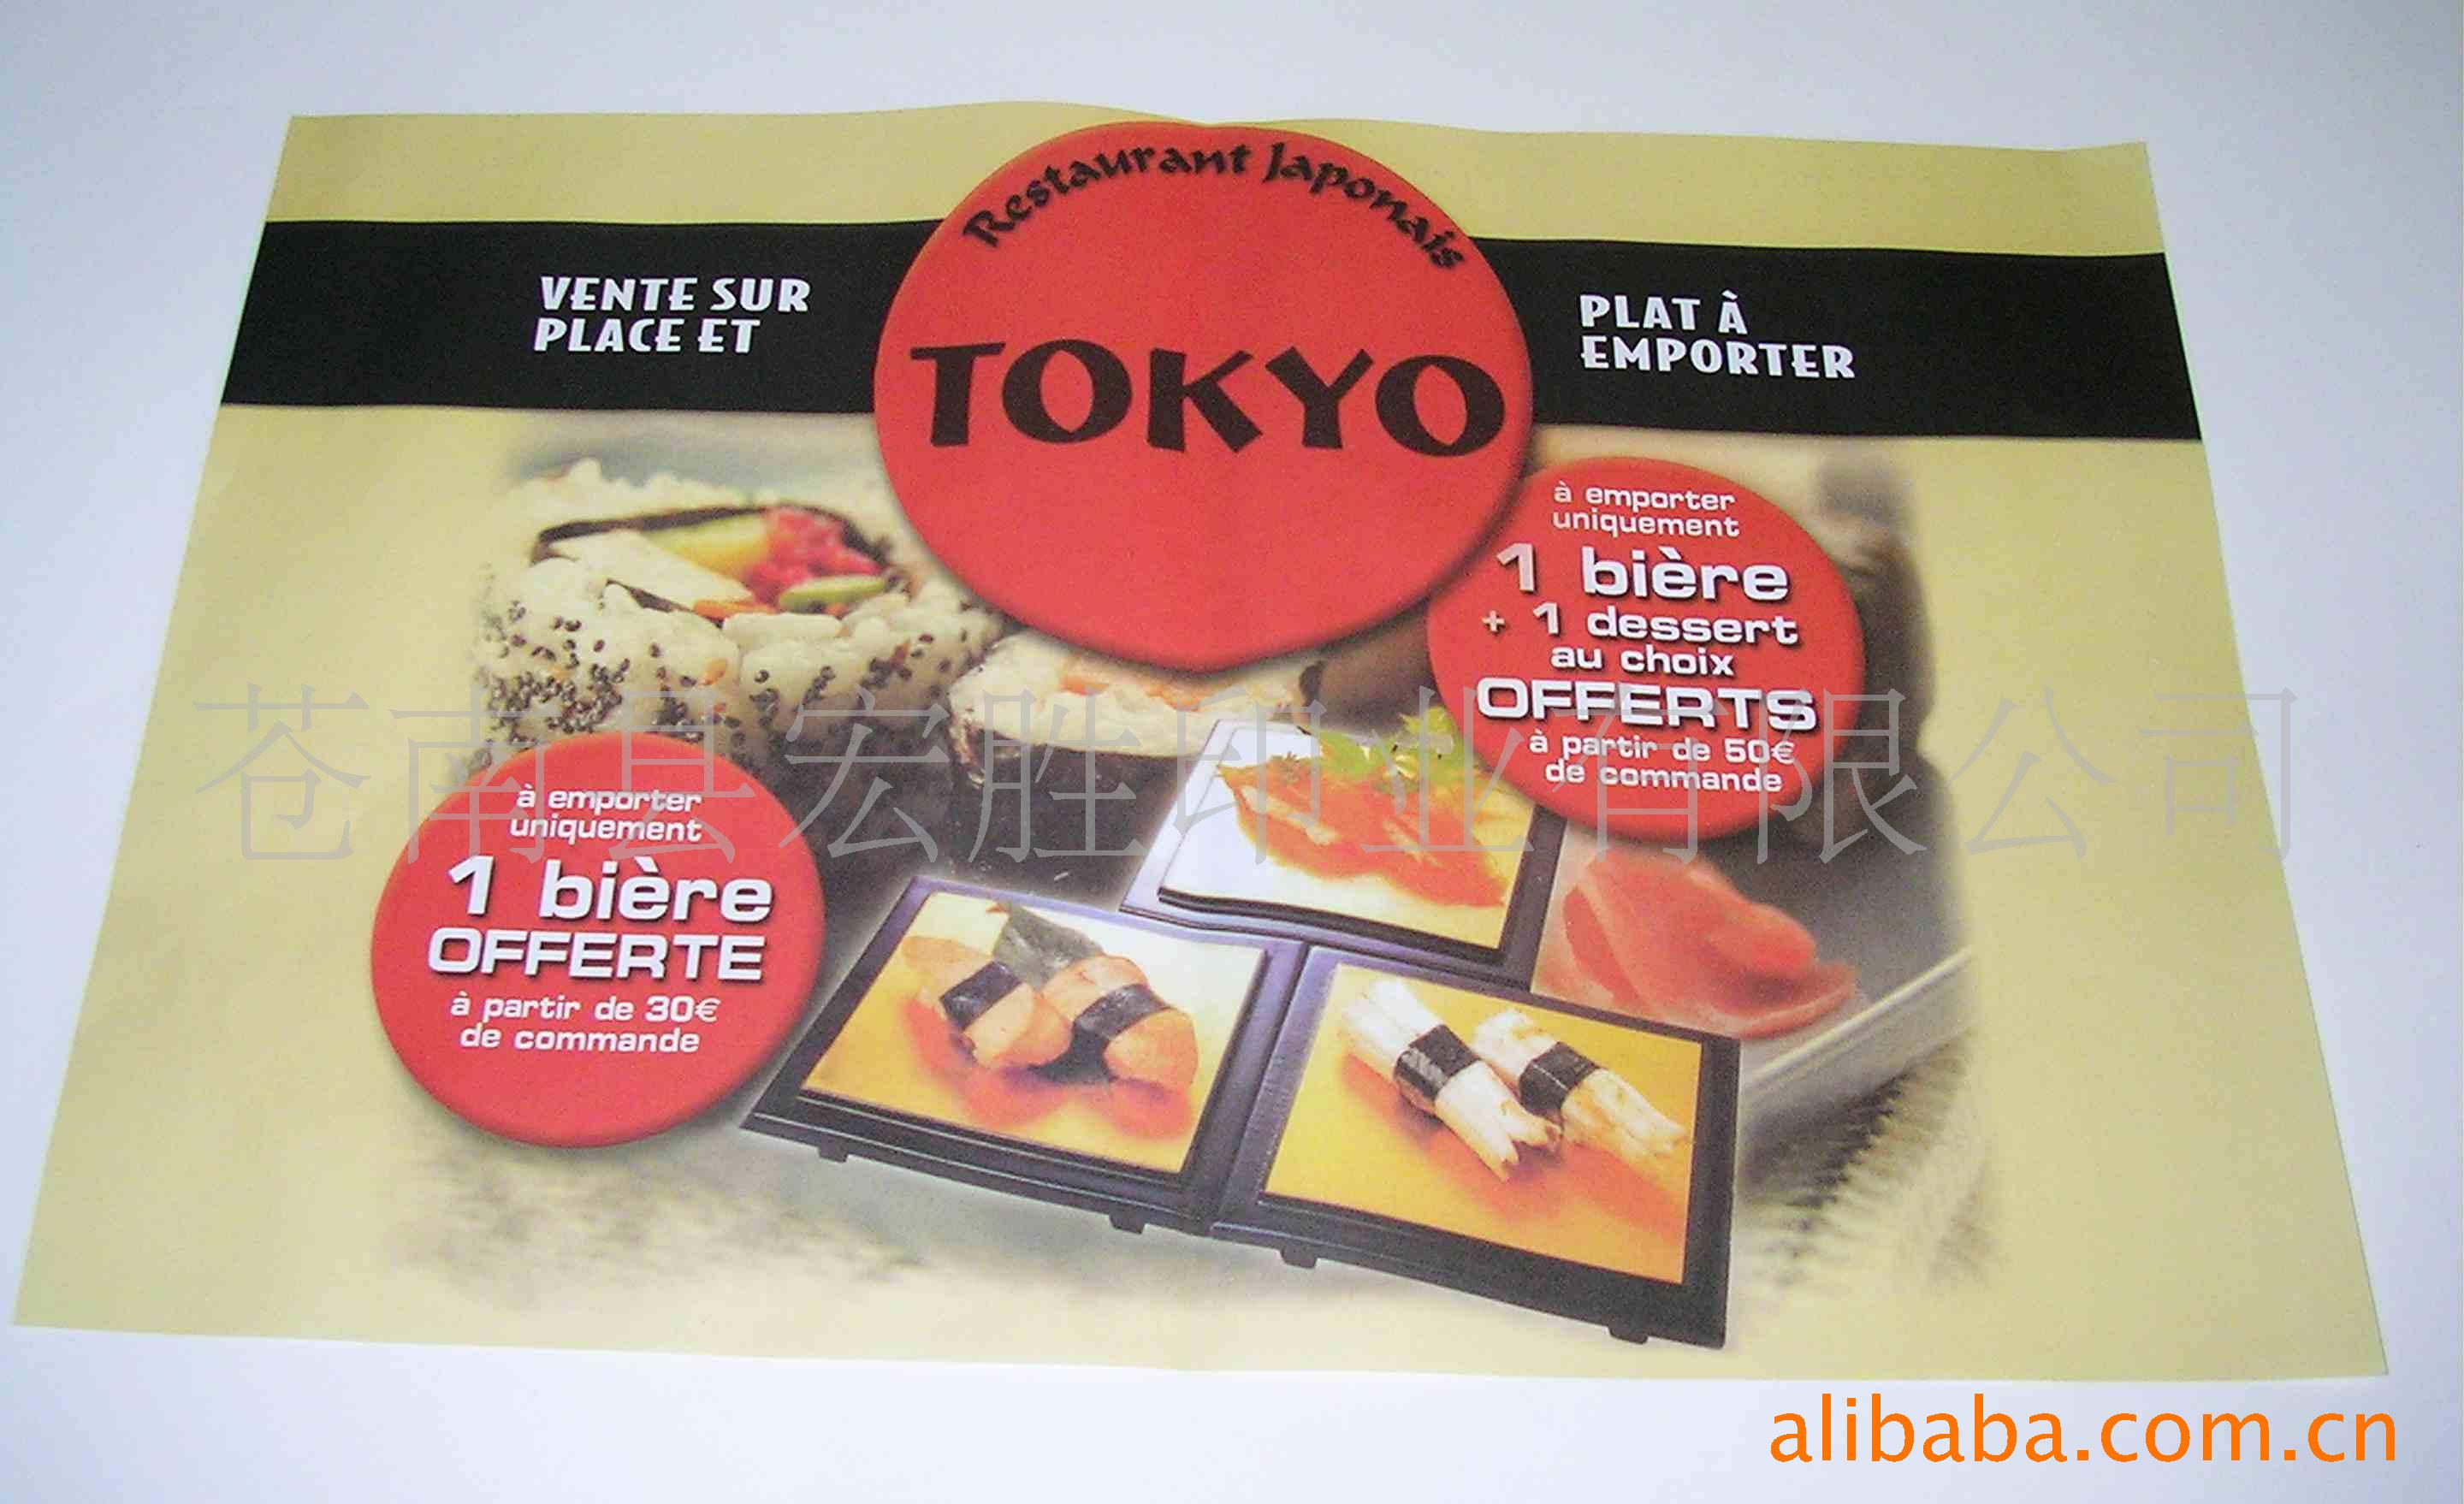 Restaurant Japonais
TOKYO
VENTE SUR
PLACE ET
PLAT À
EMPORTER
à emporter
uniquement
1 bière
+ 1 dessert
au choix
OFFERTS
à partir de 50€
de commande
à emporter
uniquement
1 bière
OFFERTE
à partir de 30€
de commande
苍南县宏胜印业有限公司
alibaba.com.cn